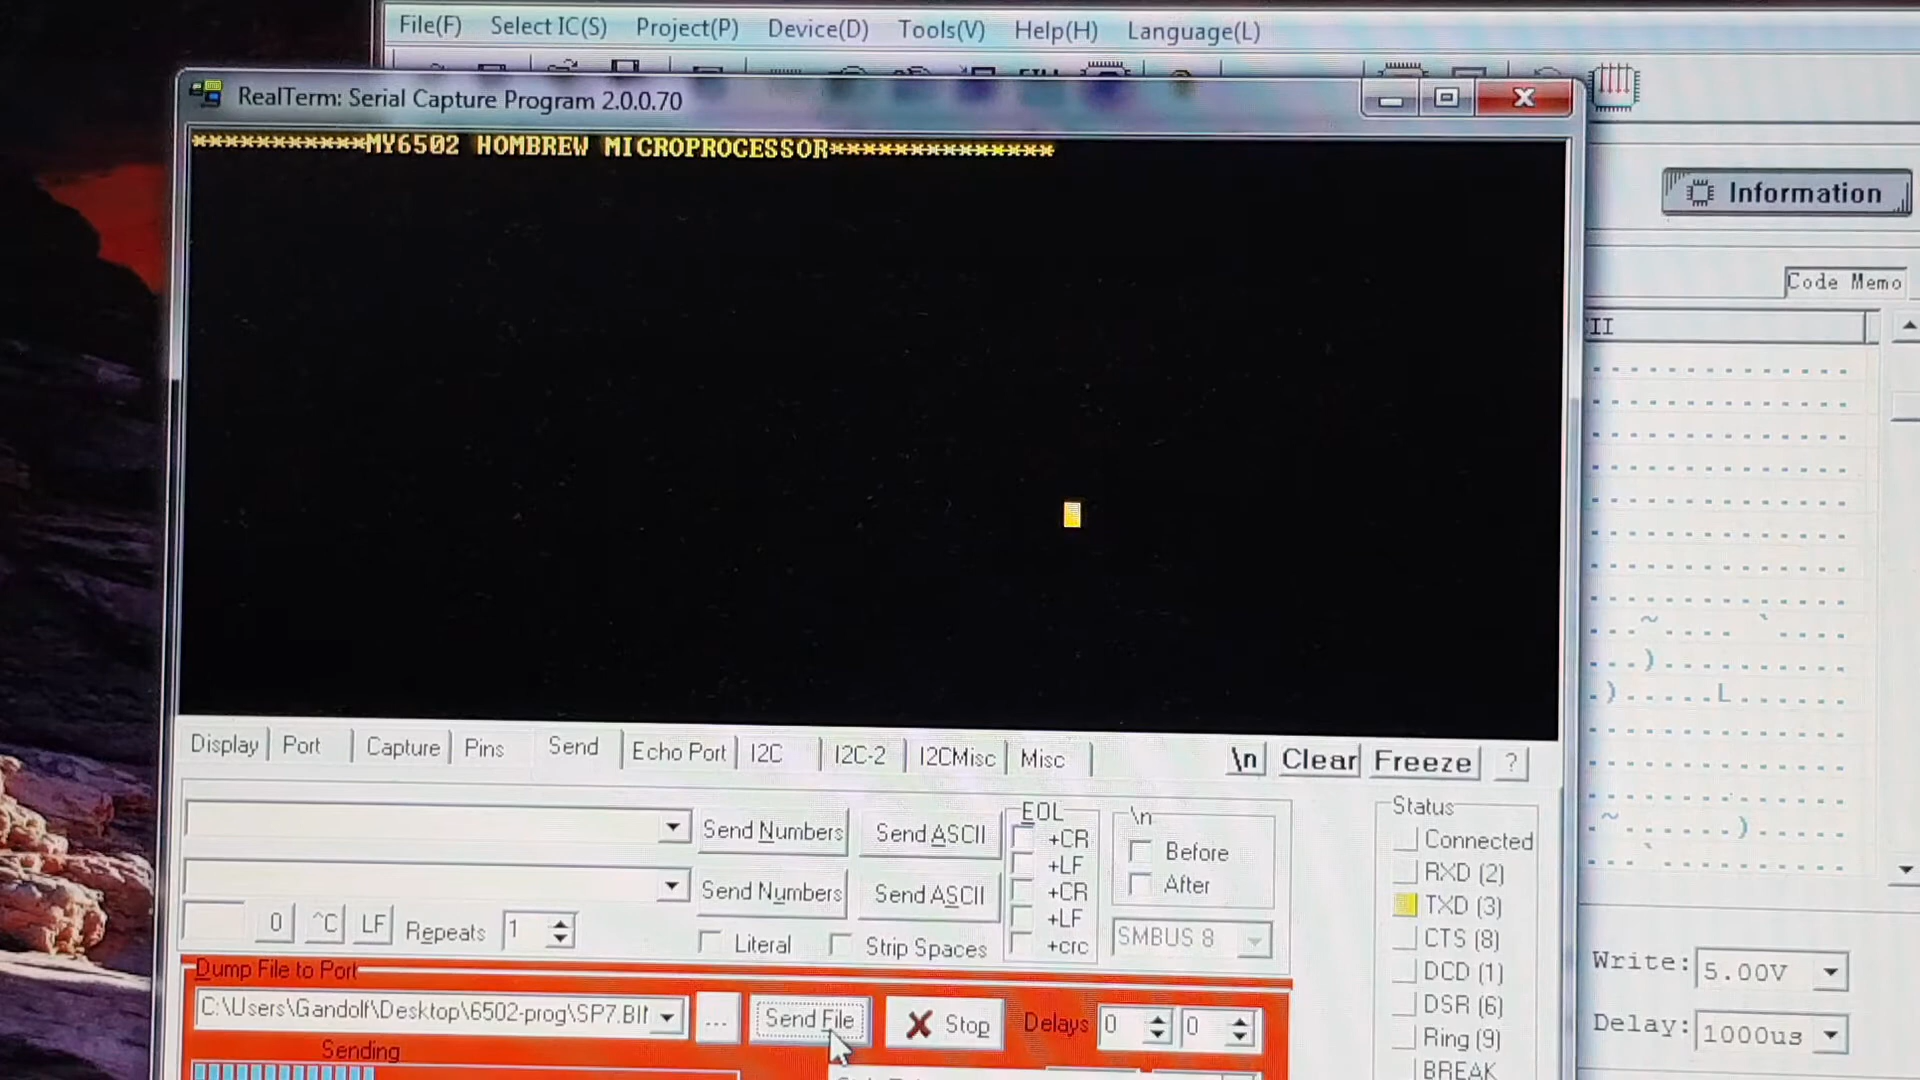 File(F) Select IC(S) Project(P) Device(D) Tools(V) Help(H) Language(L)
RealTerm: Serial Capture Program 2.0.0.70
***********MY6502 HOMBREW MICROPROCESSOR**************
Information
Code Memo
II
Display Port Capture Pins Send Echo Port I2C I2C-2 I2CMisc Misc \n Clear Freeze ?
Send Numbers Send ASCII
EOL
+CR
+LF
\n
Before
After
Send Numbers Send ASCII
+CR
+LF
+crc
SMBUS 8
0 ^C LF Repeats 1
Literal Strip Spaces
Status
Connected
RXD (2)
TXD (3)
CTS (8)
DCD (1)
DSR (6)
Ring (9)
BREAK
Write: 5.00V
Delay: 1000us
Dump File to Port
C:\Users\Gandolf\Desktop\6502-prog\SP7.BIN ... Send File Stop Delays 0 0
Sending